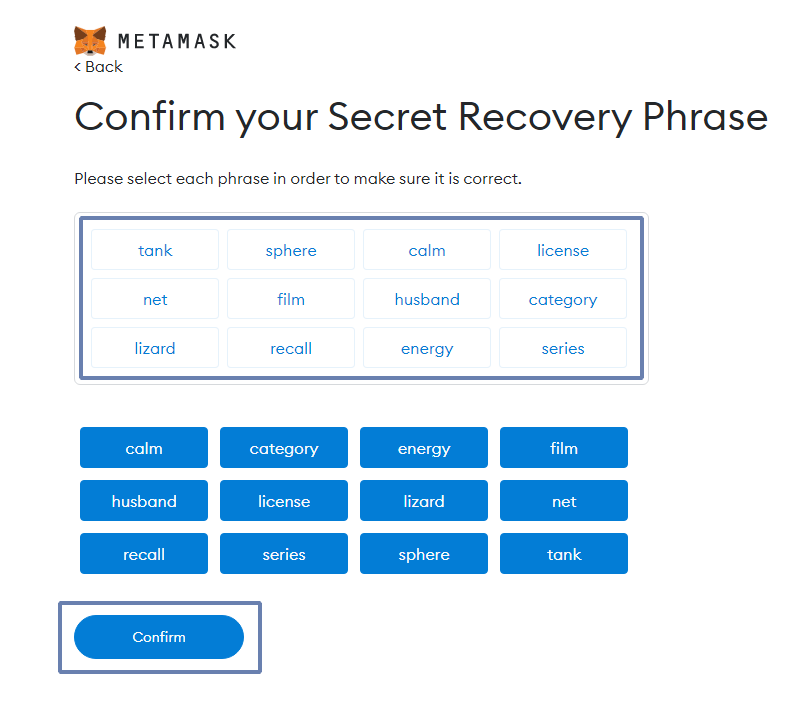 METAMASK
< Back
Confirm your Secret Recovery Phrase
Please select each phrase in order to make sure it is correct.
tank sphere calm license
net film husband category
lizard recall energy series
calm category energy film
husband license lizard net
recall series sphere tank
Confirm